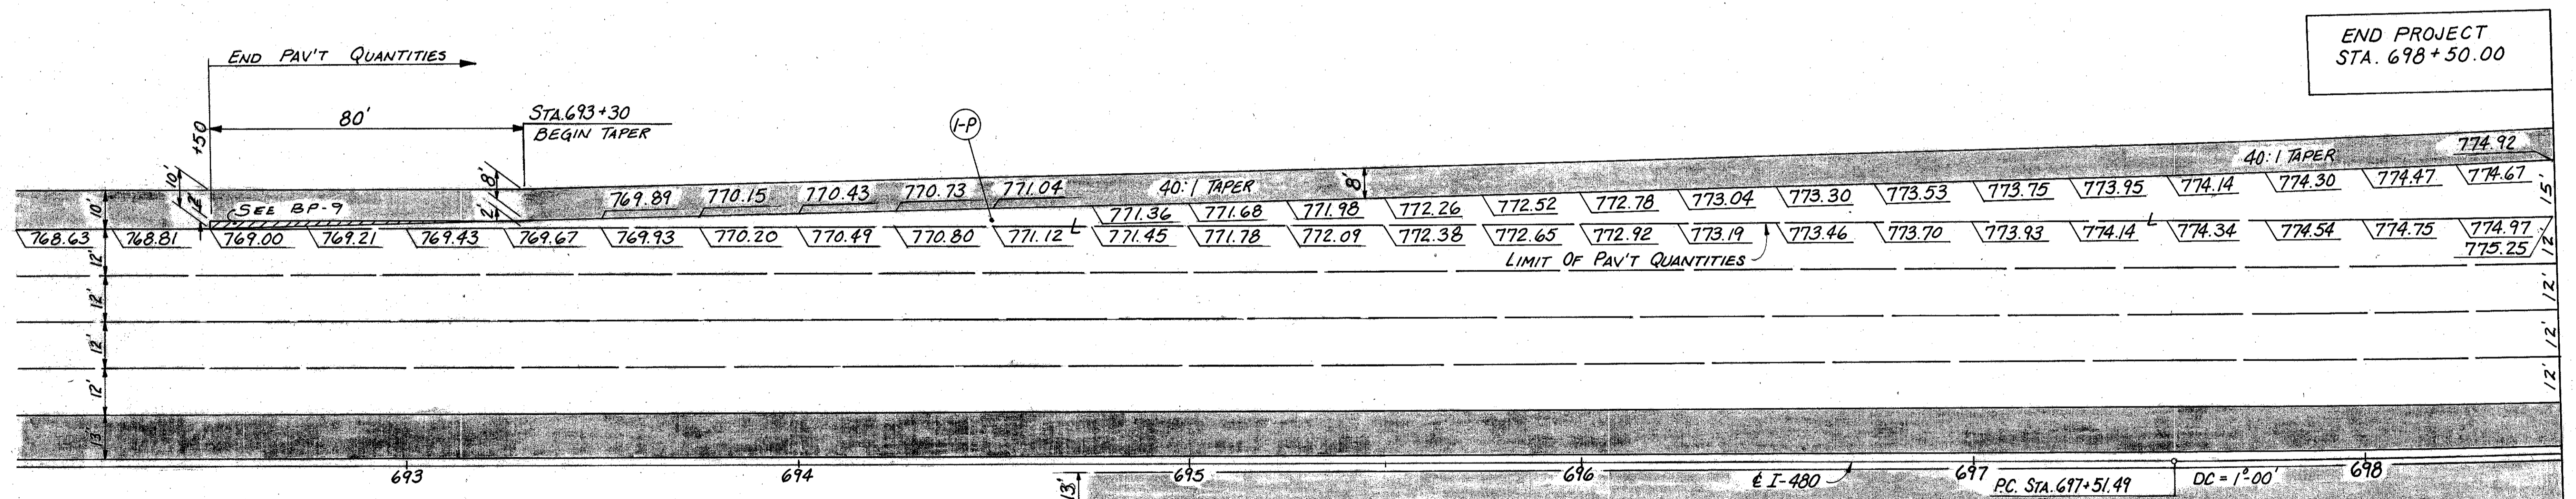 END PROJECT
STA. 698+50.00
END PAV'T QUANTITIES
80'
STA.693+30
BEGIN TAPER
+50
1-P
10'
2'
8'
2'
10'
SEE BP-9
769.89 770.15 770.43 770.73 771.04
40:1 TAPER
8'
40:1 TAPER
774.92
771.36 771.68 771.98 772.26 772.52 772.78 773.04 773.30 773.53 773.75 773.95 774.14 774.30 774.47 774.67
15'
768.63 768.81 769.00 769.21 769.43 769.67 769.93 770.20 770.49 770.80 771.12 L 771.45 771.78 772.09 772.38 772.65 772.92 773.19 773.46 773.70 773.93 774.14 L 774.34 774.54 774.75 774.97
775.25
LIMIT OF PAV'T QUANTITIES
12' 12'
12' 12'
12' 12'
12' 12'
13'
693 694 695 696 697 698
13'
℄ I-480
P.C. STA.697+51.49
DC = 1°-00'